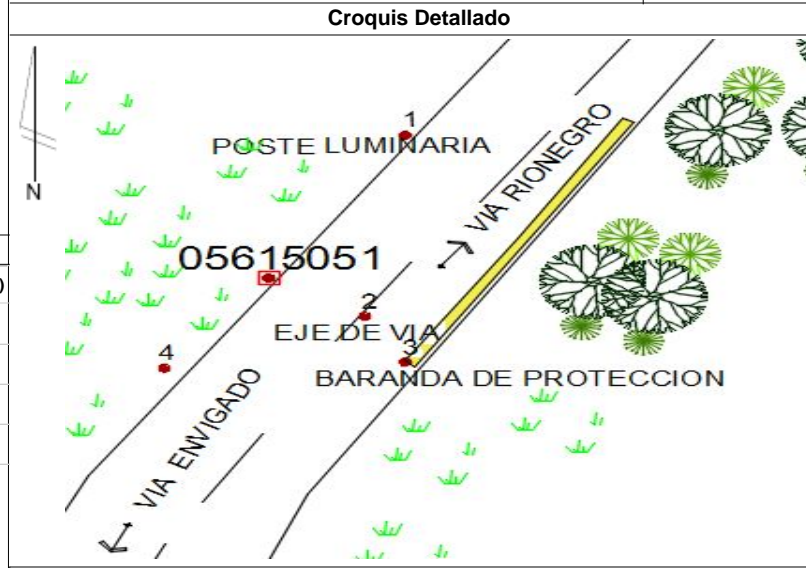 Croquis Detallado
N
1
POSTE LUMINARIA
VIA RIONEGRO
05615051
2
EJE DE VIA
3
4
BARANDA DE PROTECCION
VIA ENVIGADO
)